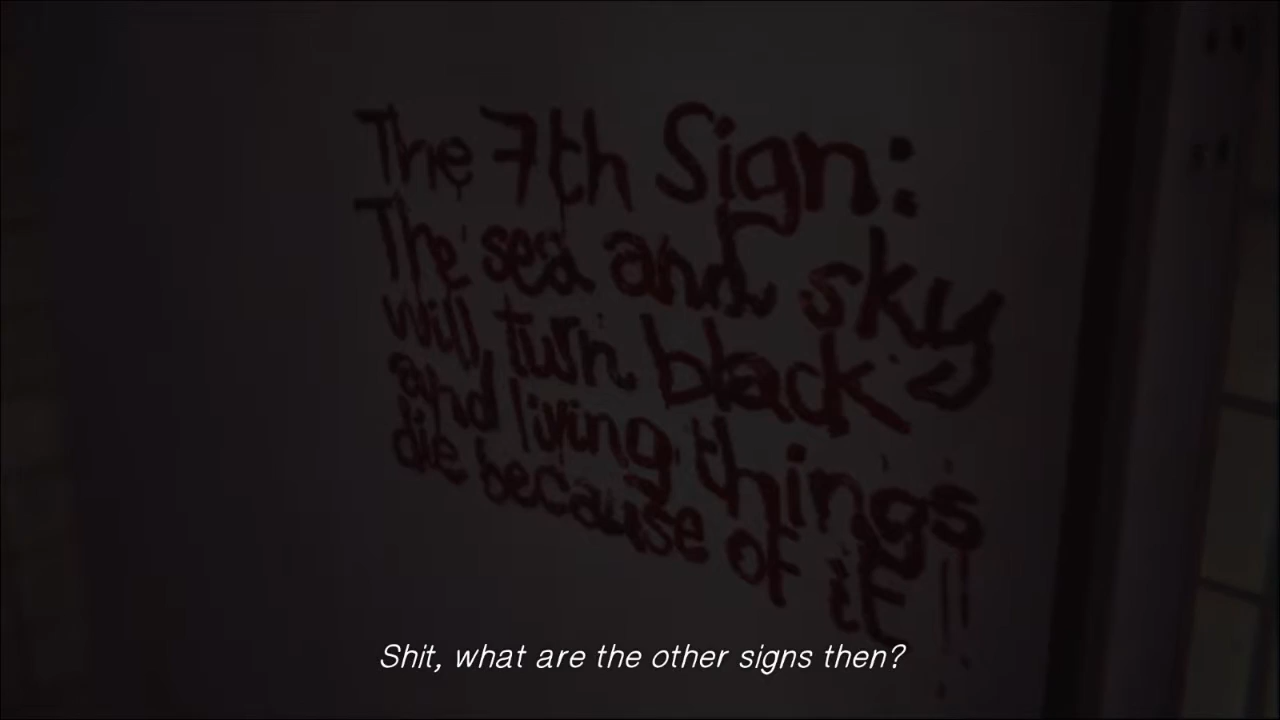 The 7th Sign:
The sea and sky
will turn black
and living things
die because of it
Shit, what are the other signs then?